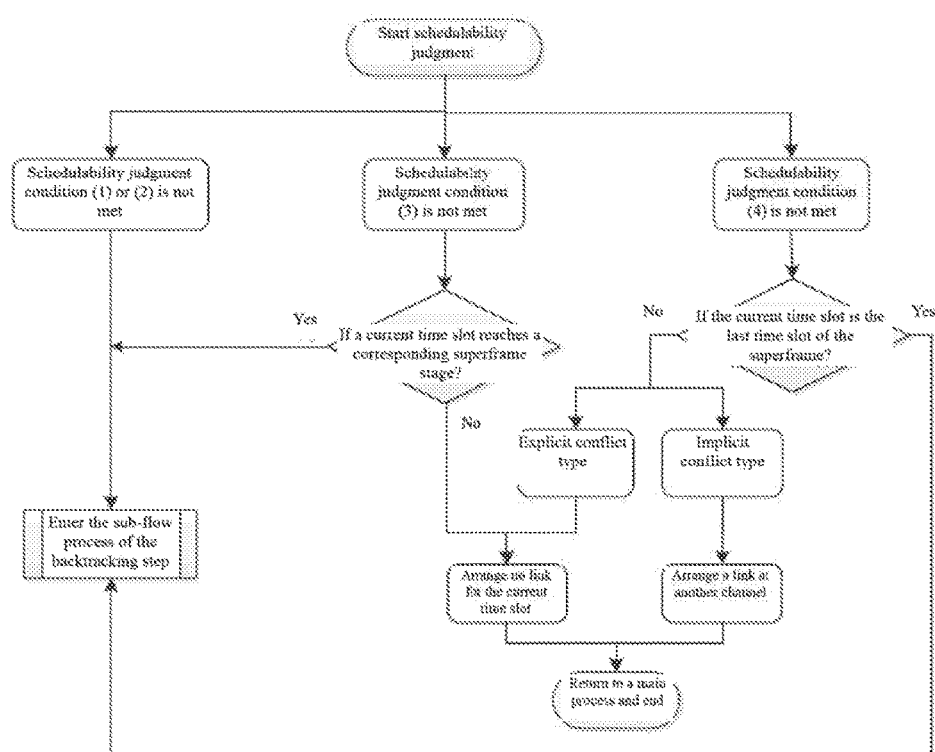 Start schedulability
judgment
Schedulability judgment
condition (1) or (2) is not
met
Schedulability
judgment condition
(3) is not met
Schedulability
judgment condition
(4) is not met
Yes
If a current time slot reaches a
corresponding superframe
stage?
No
No
If the current time slot is the
last time slot of the
superframe?
Yes
Explicit conflict
type
Implicit
conflict type
Enter the sub-flow
process of the
backtracking step
Arrange no link
for the current
time slot
Arrange a link at
another channel
Return to a main
process and end